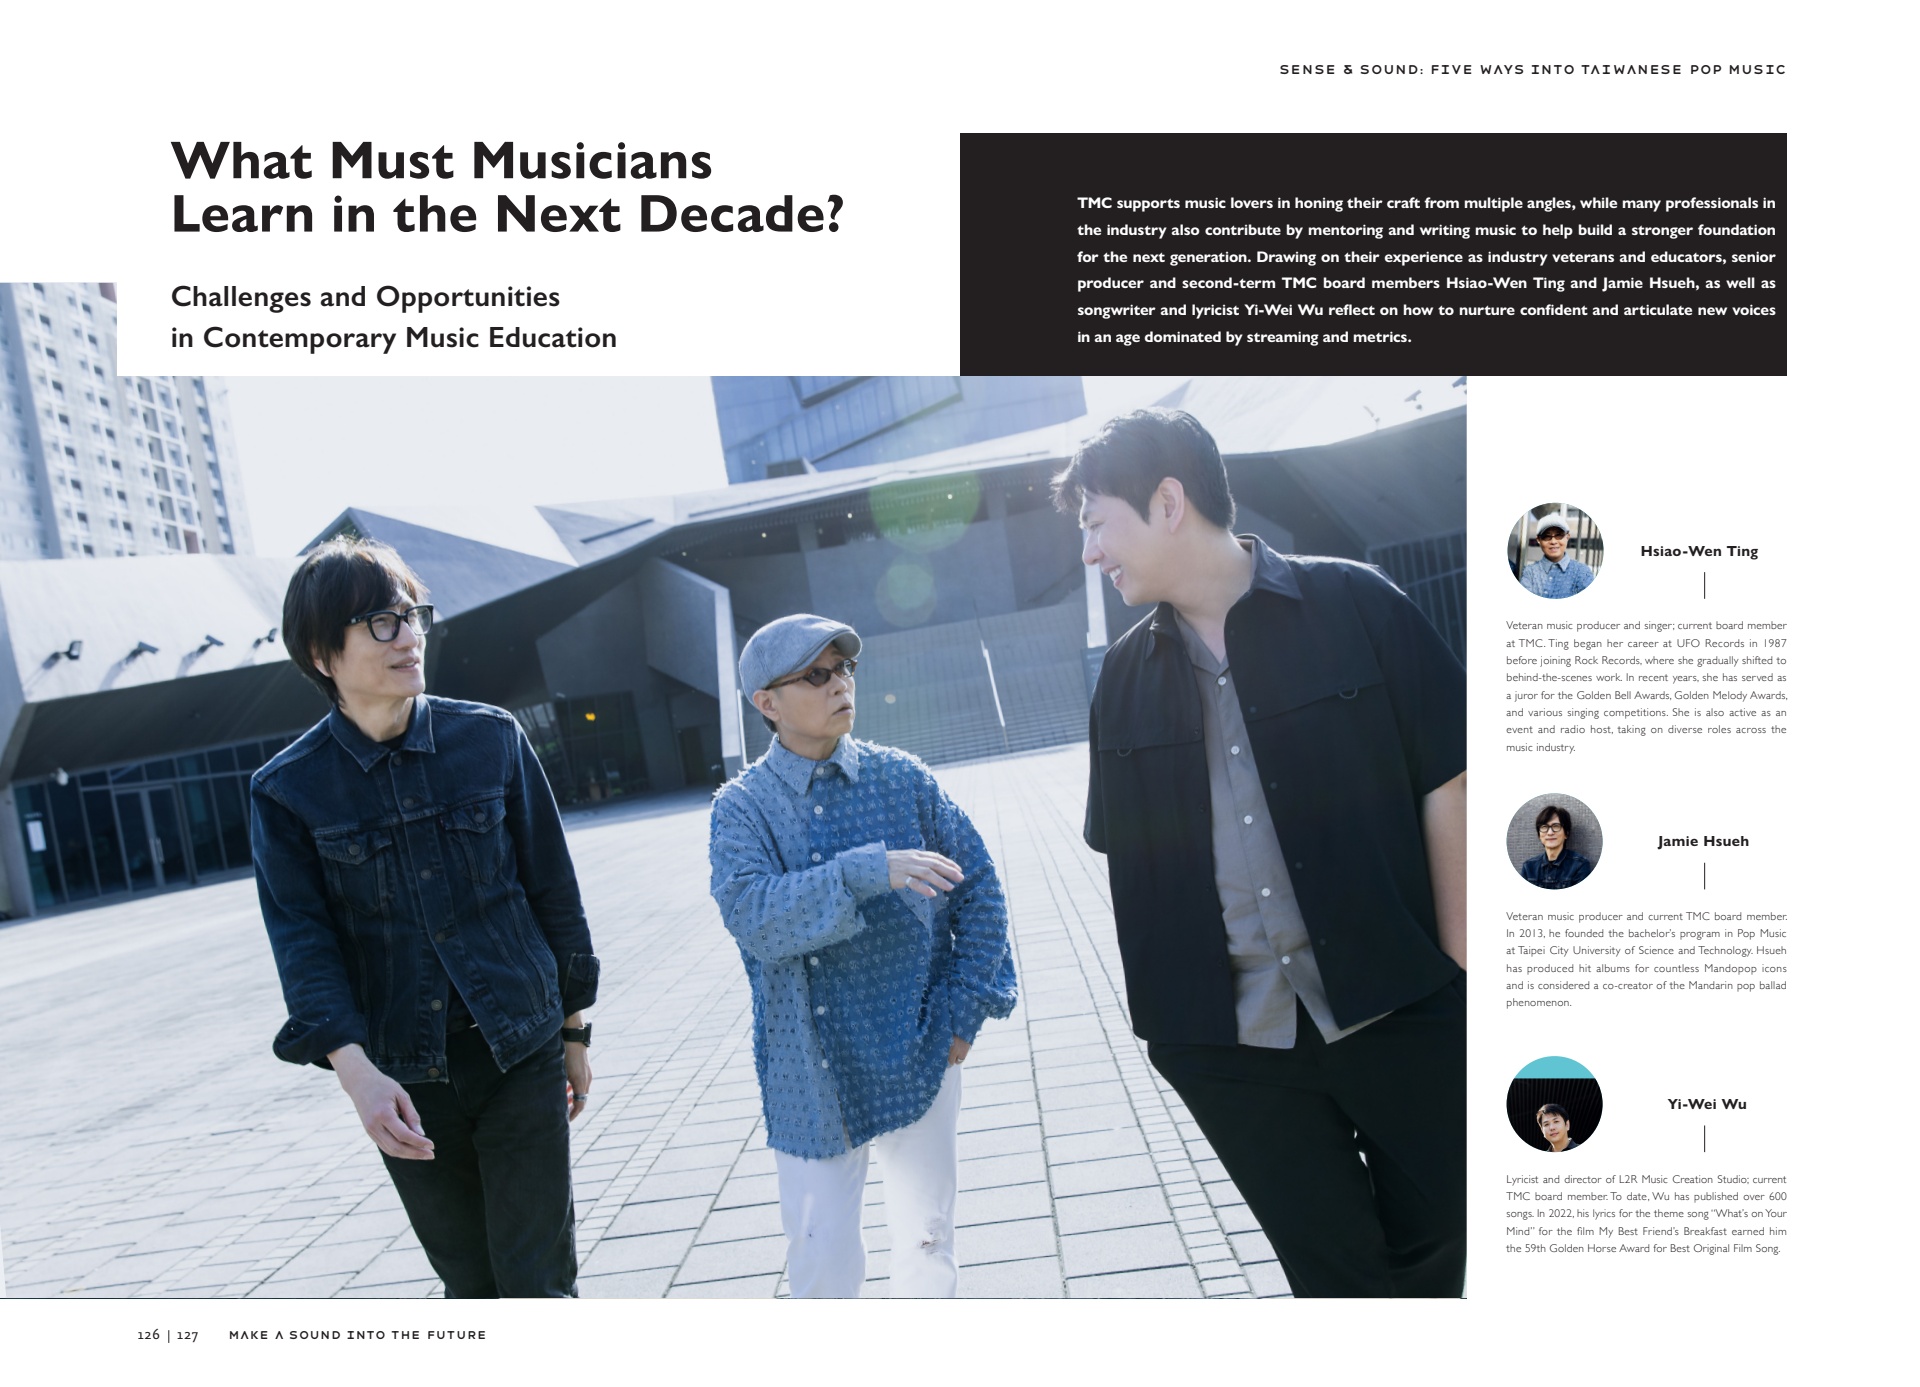 SENSE & SOUND: FIVE WAYS INTO TAIWANESE POP MUSIC
What Must Musicians
Learn in the Next Decade?
Challenges and Opportunities
in Contemporary Music Education
TMC supports music lovers in honing their craft from multiple angles, while many professionals in
the industry also contribute by mentoring and writing music to help build a stronger foundation
for the next generation. Drawing on their experience as industry veterans and educators, senior
producer and second-term TMC board members Hsiao-Wen Ting and Jamie Hsueh, as well as
songwriter and lyricist Yi-Wei Wu reflect on how to nurture confident and articulate new voices
in an age dominated by streaming and metrics.
Hsiao-Wen Ting
Veteran music producer and singer; current board member
at TMC. Ting began her career at UFO Records in 1987
before joining Rock Records, where she gradually shifted to
behind-the-scenes work. In recent years, she has served as
a juror for the Golden Bell Awards, Golden Melody Awards,
and various singing competitions. She is also active as an
event and radio host, taking on diverse roles across the
music industry.
Jamie Hsueh
Veteran music producer and current TMC board member.
In 2013, he founded the bachelor's program in Pop Music
at Taipei City University of Science and Technology. Hsueh
has produced hit albums for countless Mandopop icons
and is considered a co-creator of the Mandarin pop ballad
phenomenon.
Yi-Wei Wu
Lyricist and director of L2R Music Creation Studio; current
TMC board member. To date, Wu has published over 600
songs. In 2022, his lyrics for the theme song "What's on Your
Mind" for the film My Best Friend's Breakfast earned him
the 59th Golden Horse Award for Best Original Film Song.
126 | 127 MAKE A SOUND INTO THE FUTURE